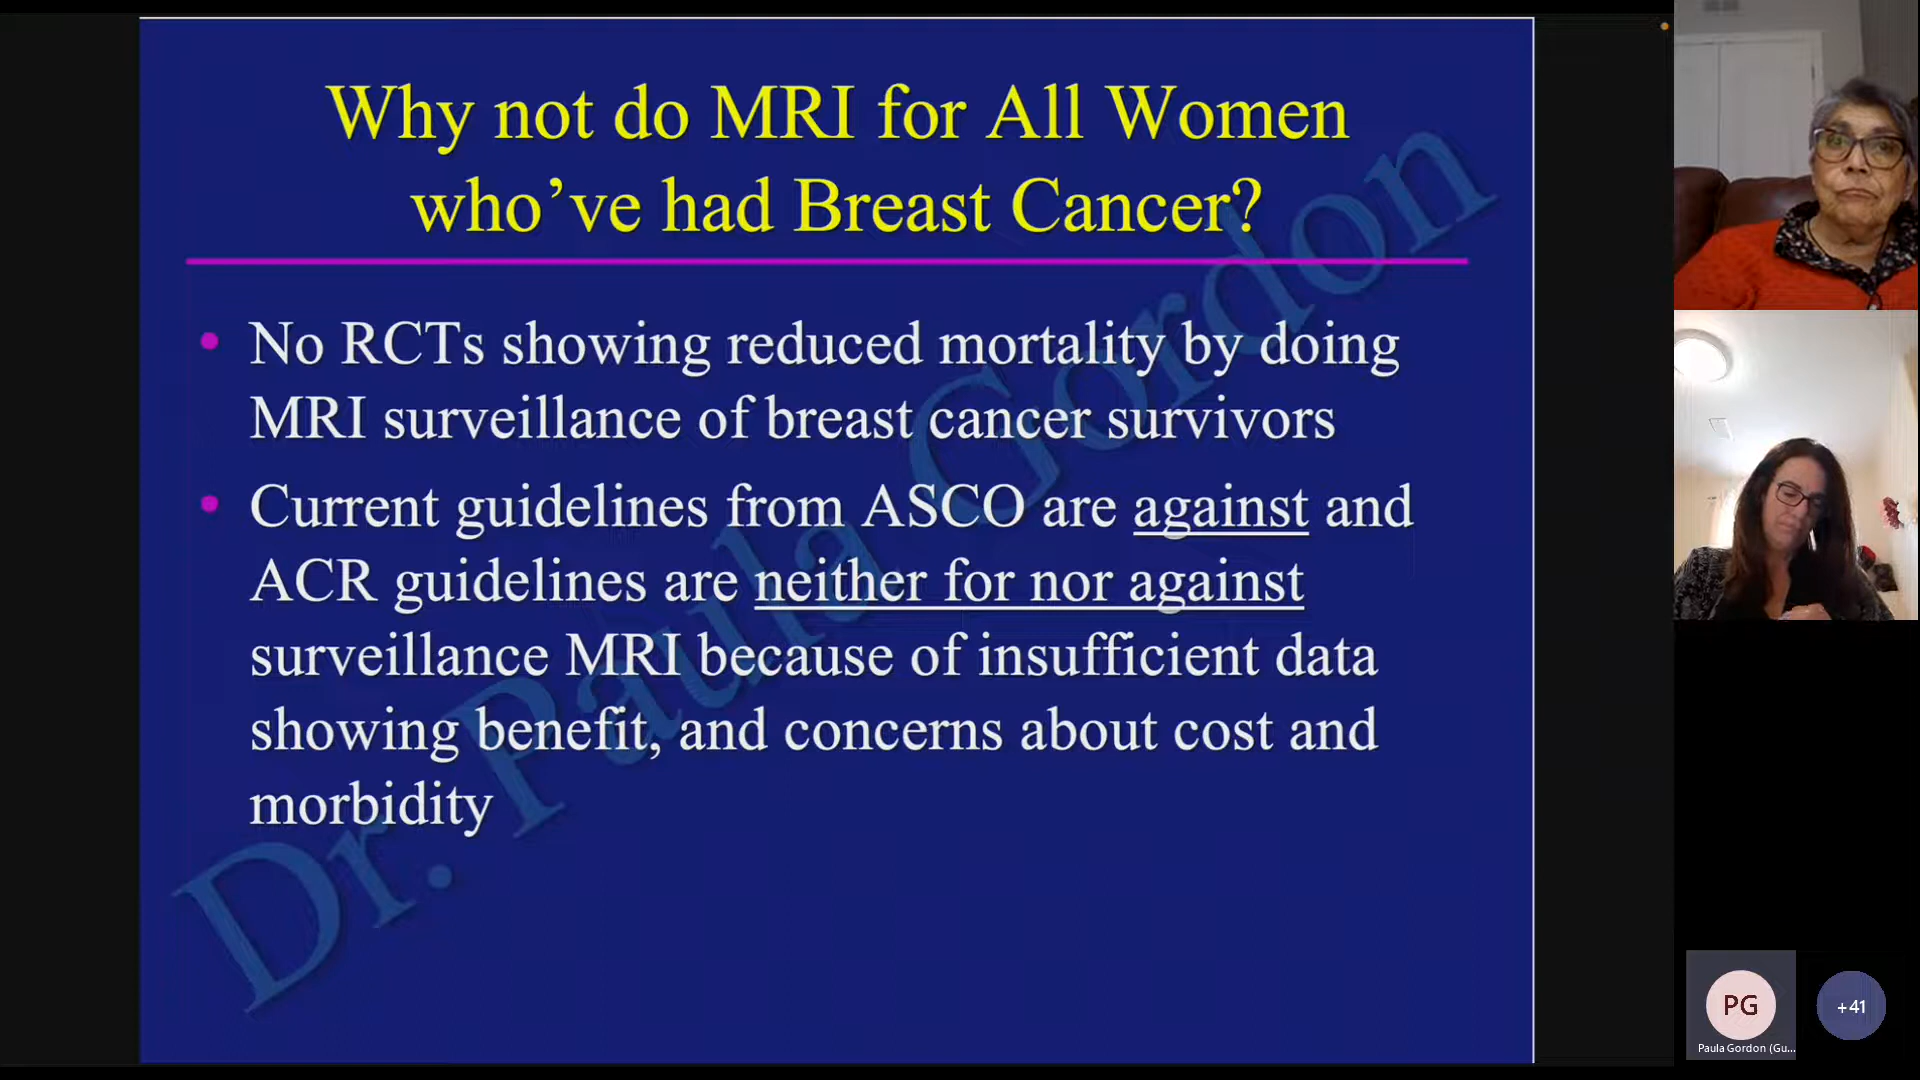 Why not do MRI for All Women
who’ve had Breast Cancer?
• No RCTs showing reduced mortality by doing
MRI surveillance of breast cancer survivors
• Current guidelines from ASCO are against and
ACR guidelines are neither for nor against
surveillance MRI because of insufficient data
showing benefit, and concerns about cost and
morbidity
Dr. Paula Gordon
PG
Paula Gordon (Gu...
+41